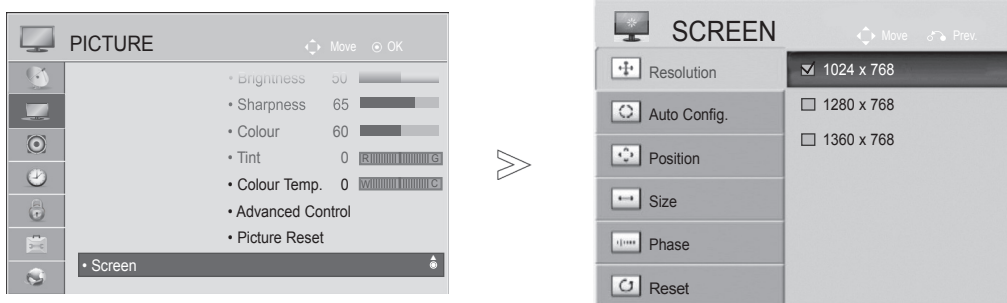 PICTURE
Move OK
• Brightness 50
• Sharpness 65
• Colour 60
• Tint 0 R G
• Colour Temp. 0 W C
• Advanced Control
• Picture Reset
• Screen
SCREEN
Move Prev.
Resolution
Auto Config.
Position
Size
Phase
Reset
1024 x 768
1280 x 768
1360 x 768